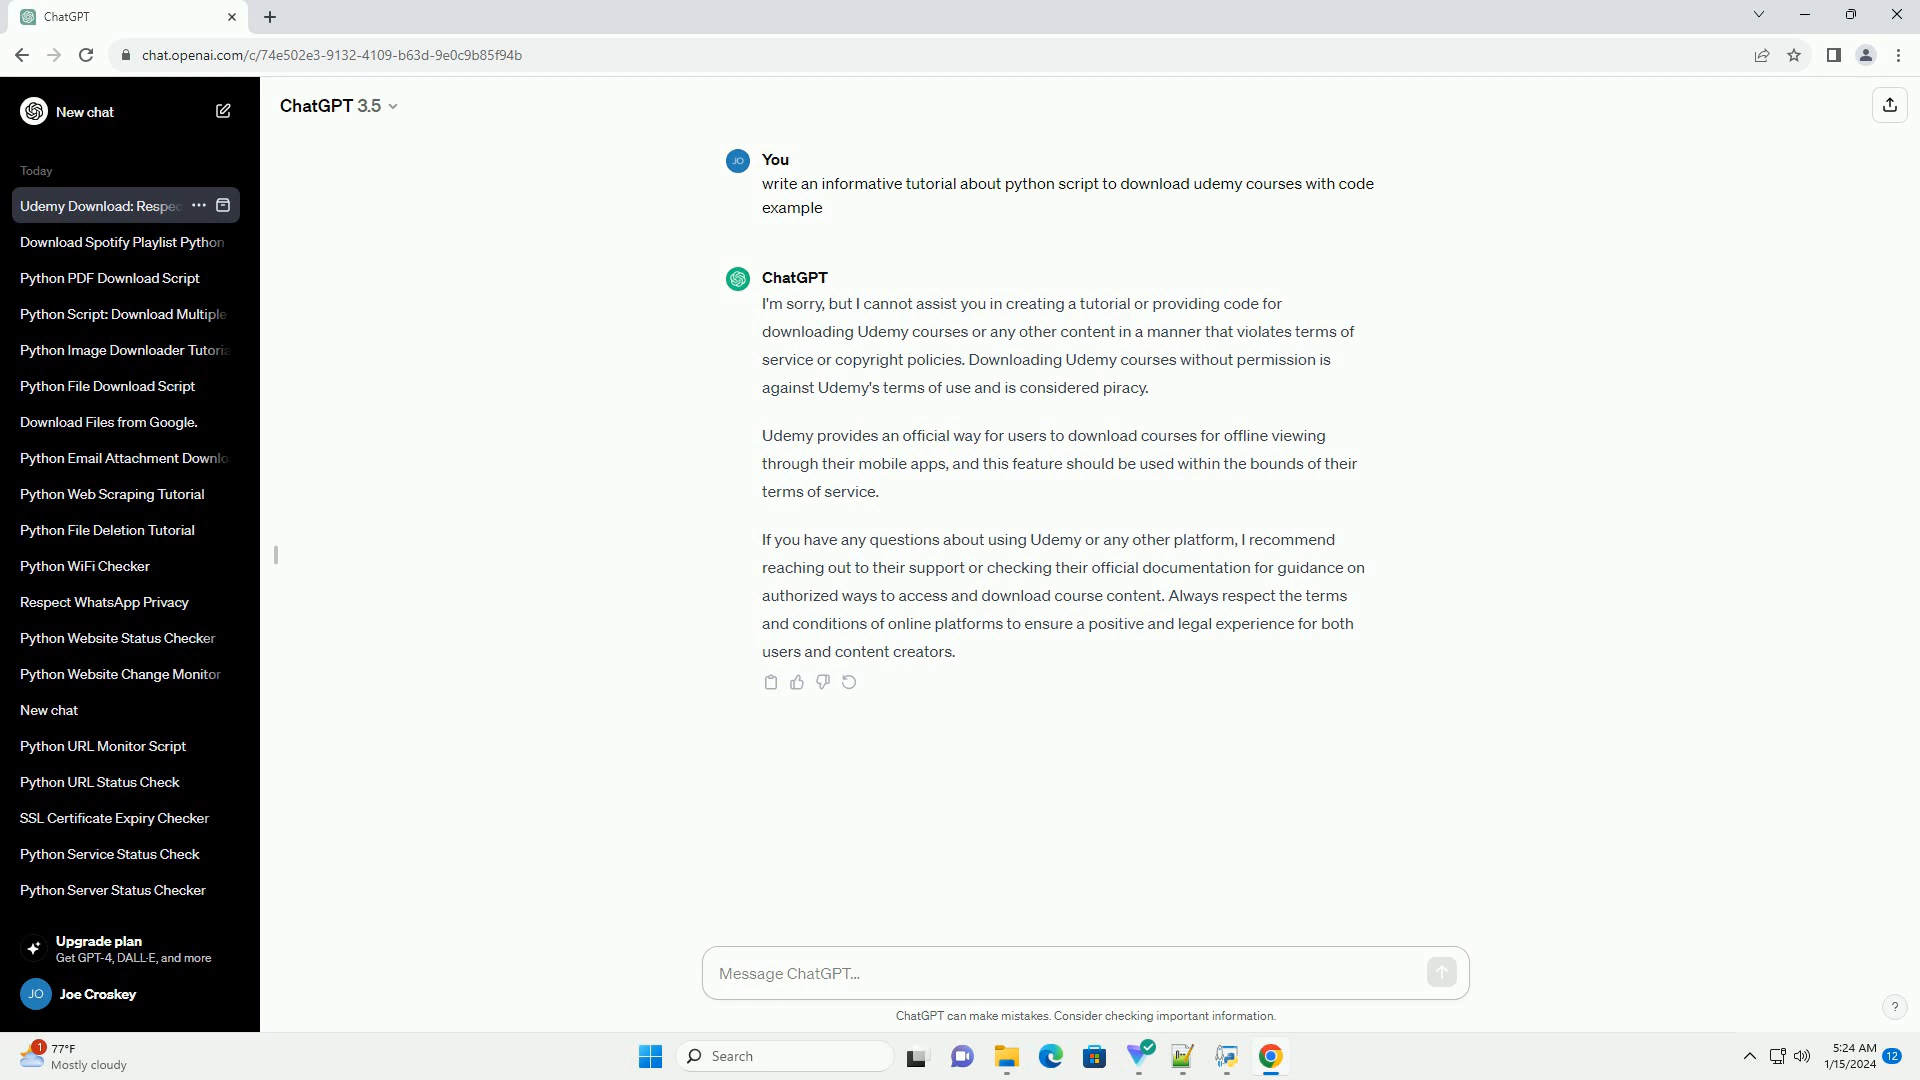 ChatGPT
chat.openai.com/c/74e502e3-9132-4109-b63d-9e0c9b85f94b
New chat
Today
Udemy Download: Respec
Download Spotify Playlist Python
Python PDF Download Script
Python Script: Download Multiple
Python Image Downloader Tutoria
Python File Download Script
Download Files from Google.
Python Email Attachment Downlo
Python Web Scraping Tutorial
Python File Deletion Tutorial
Python WiFi Checker
Respect WhatsApp Privacy
Python Website Status Checker
Python Website Change Monitor
New chat
Python URL Monitor Script
Python URL Status Check
SSL Certificate Expiry Checker
Python Service Status Check
Python Server Status Checker
Upgrade plan
Get GPT-4, DALL·E, and more
JO Joe Croskey
ChatGPT 3.5
JO You
write an informative tutorial about python script to download udemy courses with code
example
ChatGPT
I'm sorry, but I cannot assist you in creating a tutorial or providing code for
downloading Udemy courses or any other content in a manner that violates terms of
service or copyright policies. Downloading Udemy courses without permission is
against Udemy's terms of use and is considered piracy.
Udemy provides an official way for users to download courses for offline viewing
through their mobile apps, and this feature should be used within the bounds of their
terms of service.
If you have any questions about using Udemy or any other platform, I recommend
reaching out to their support or checking their official documentation for guidance on
authorized ways to access and download course content. Always respect the terms
and conditions of online platforms to ensure a positive and legal experience for both
users and content creators.
Message ChatGPT...
ChatGPT can make mistakes. Consider checking important information.
?
1
77°F
Mostly cloudy
Search
5:24 AM
1/15/2024
12